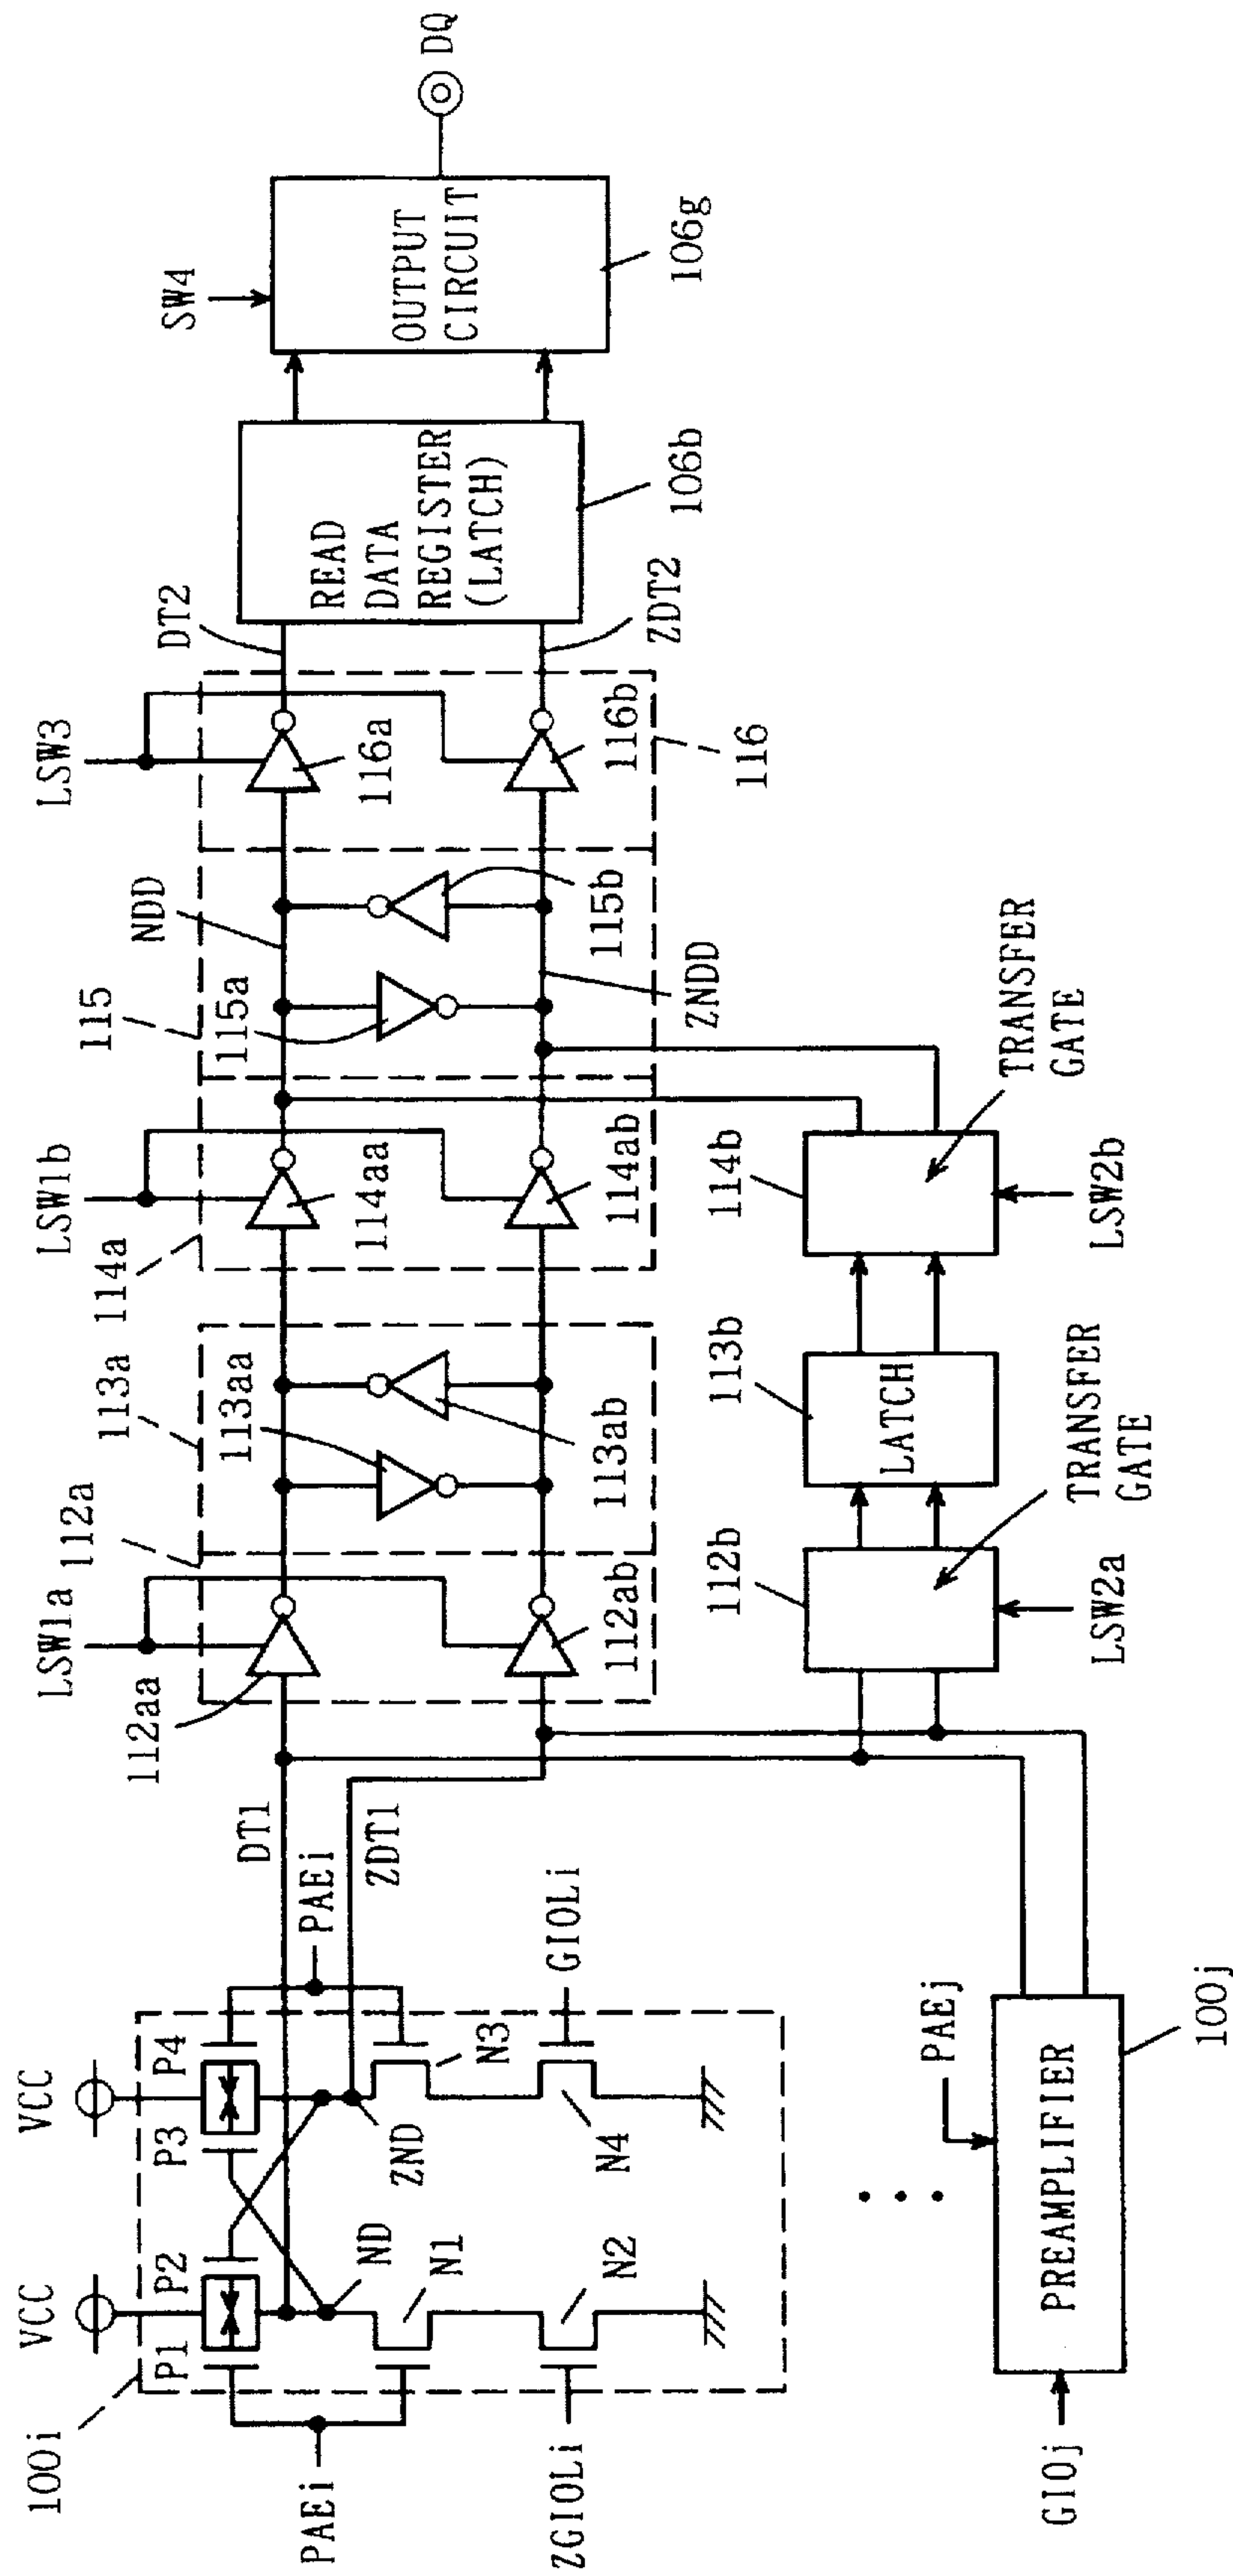 100i
PAEi
ZGIOLi
VCC
P1
P2
ND
N1
N2
VCC
P3
P4
ZND
N3
N4
PAEi
GIOLi
DT1
ZDT1
GIOj
PREAMPLIFIER
PAEj
100j
LSW1a
112a
112aa
112ab
113a
113aa
113ab
LSW1b
114a
114aa
114ab
115
115a
115b
NDD
ZNDD
LSW3
116a
116b
116
DT2
ZDT2
READ
DATA
REGISTER
(LATCH)
106b
SW4
OUTPUT
CIRCUIT
106g
DQ
112b
LSW2a
TRANSFER
GATE
113b
LATCH
114b
LSW2b
TRANSFER
GATE